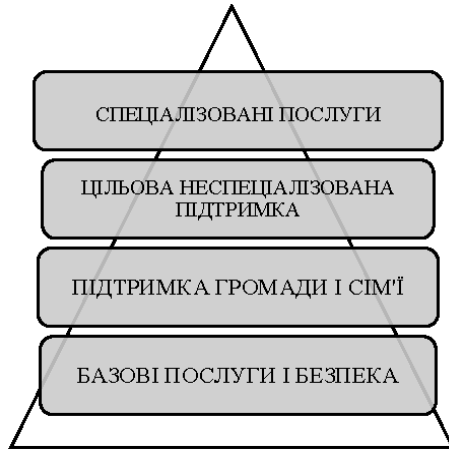 СПЕЦІАЛІЗОВАНІ ПОСЛУГИ
ЦІЛЬОВА НЕСПЕЦІАЛІЗОВАНА
ПІДТРИМКА
ПІДТРИМКА ГРОМАДИ І СІМ'Ї
БАЗОВІ ПОСЛУГИ І БЕЗПЕКА